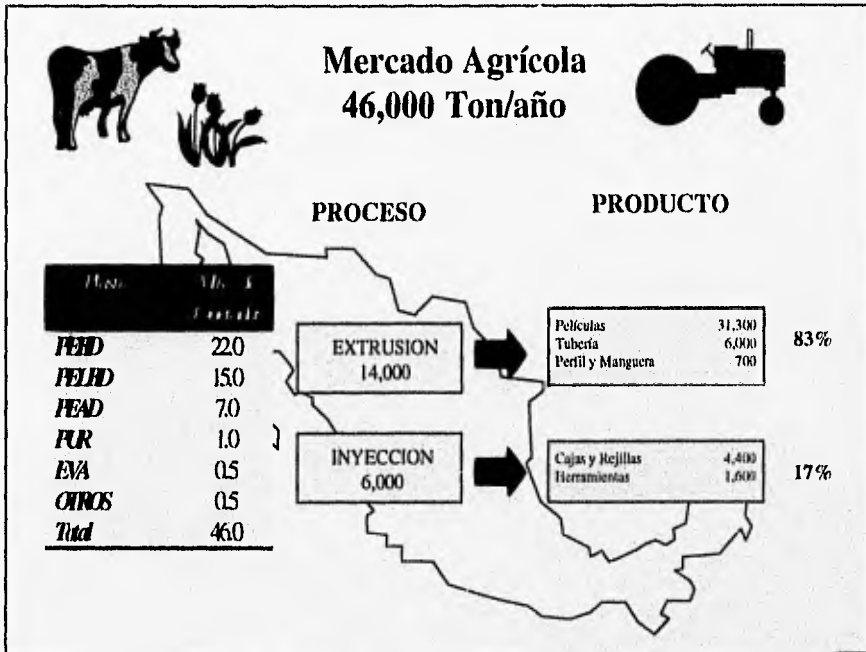 Mercado Agrícola
46,000 Ton/año
PROCESO
PRODUCTO
PEBD 22.0
PELBD 15.0
PEAD 7.0
PUR 1.0
EVA 0.5
OTROS 0.5
Total 46.0
EXTRUSION
14,000
INYECCION
6,000
Películas 31,300
Tubería 6,000
Perfil y Manguera 700
83%
Cajas y Rejillas 4,400
Herramientas 1,600
17%